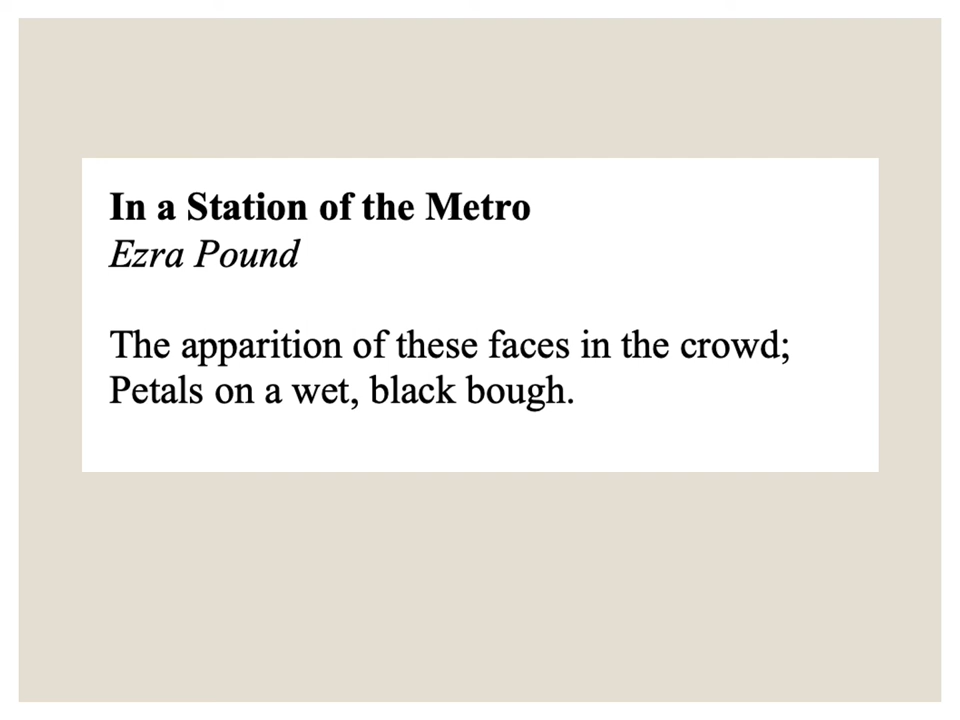 In a Station of the Metro
Ezra Pound
The apparition of these faces in the crowd;
Petals on a wet, black bough.